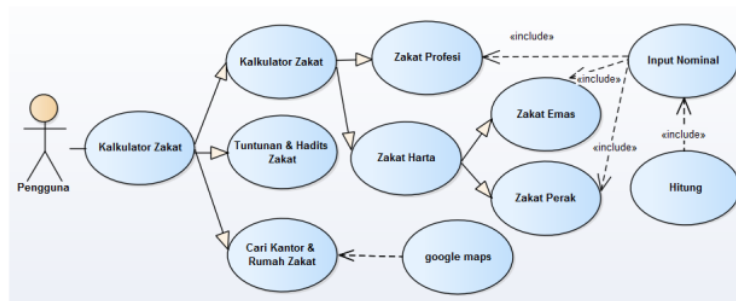 Pengguna
Kalkulator Zakat
Kalkulator Zakat
Tuntunan & Hadits
Zakat
Cari Kantor &
Rumah Zakat
Zakat Profesi
Zakat Harta
google maps
Zakat Emas
Zakat Perak
«include»
«include»
«include»
Input Nominal
«include»
Hitung